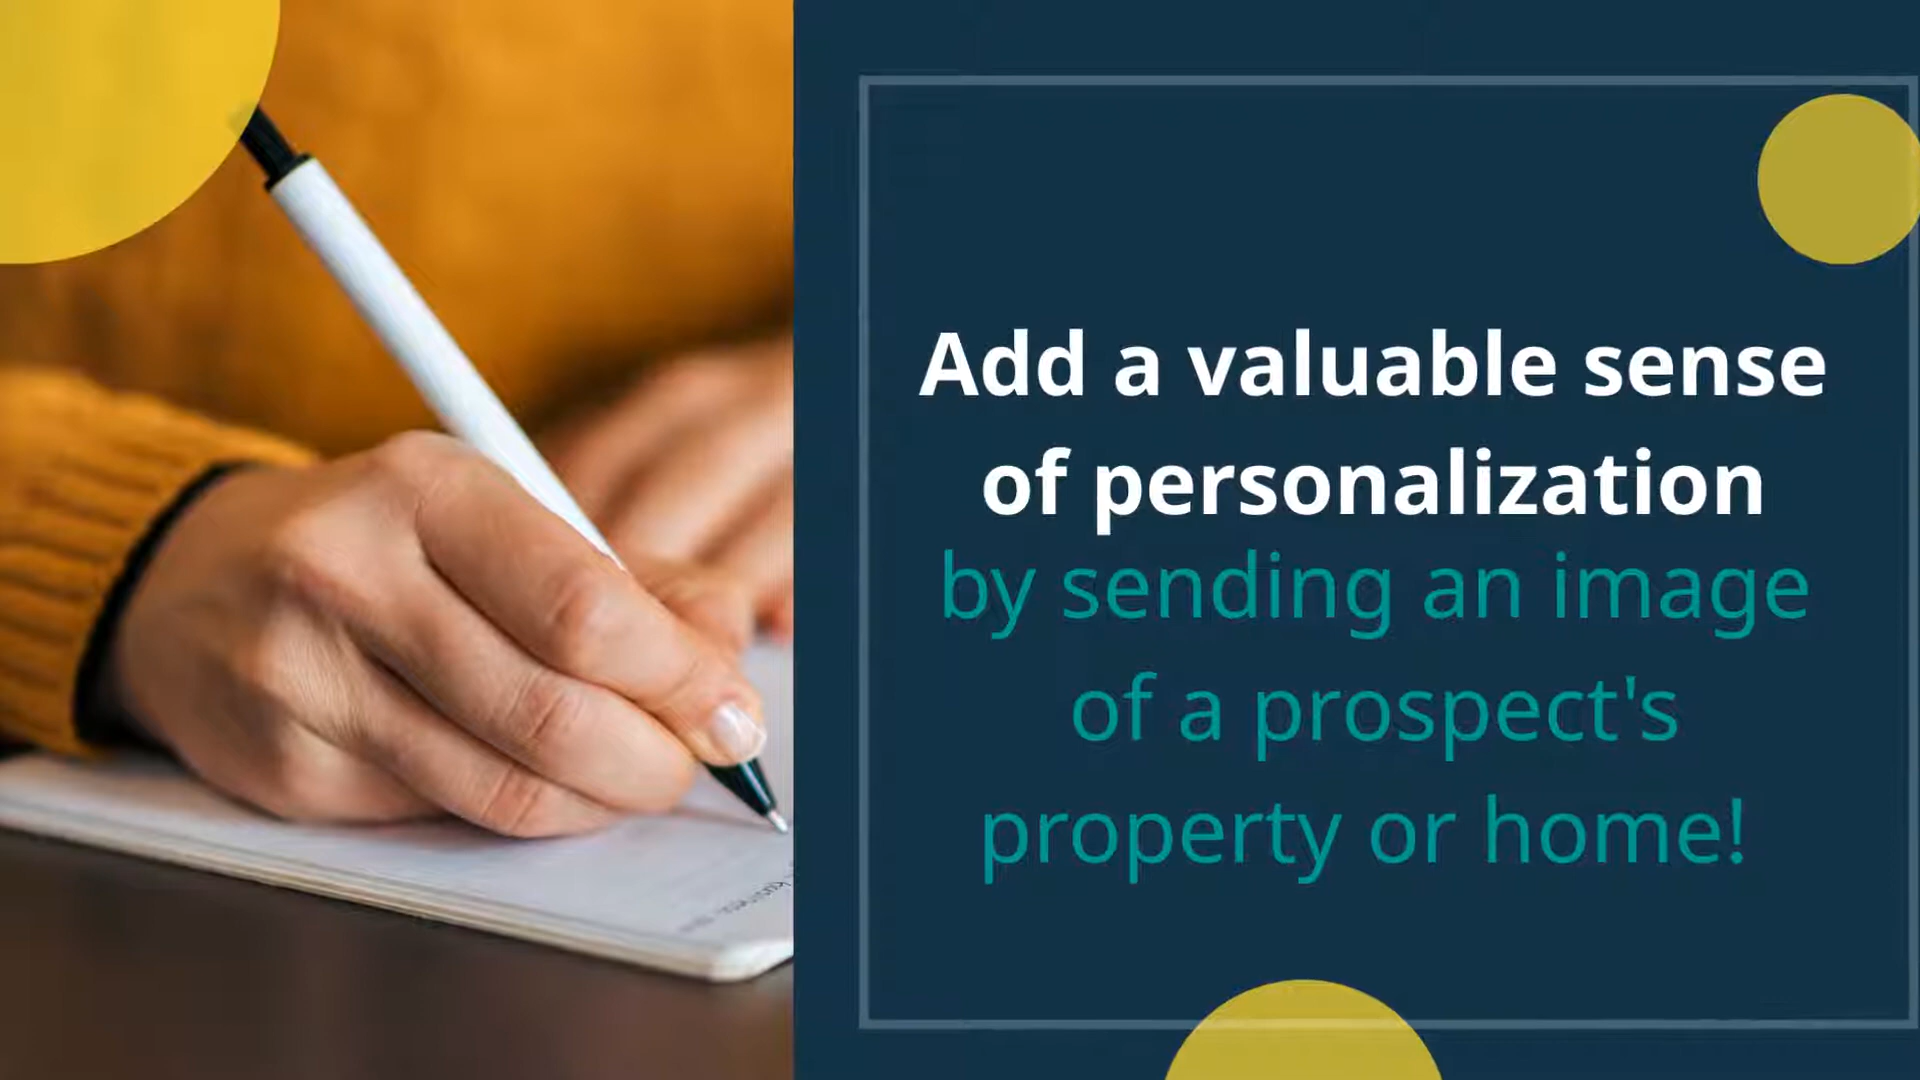 Add a valuable sense
of personalization
by sending an image
of a prospect's
property or home!